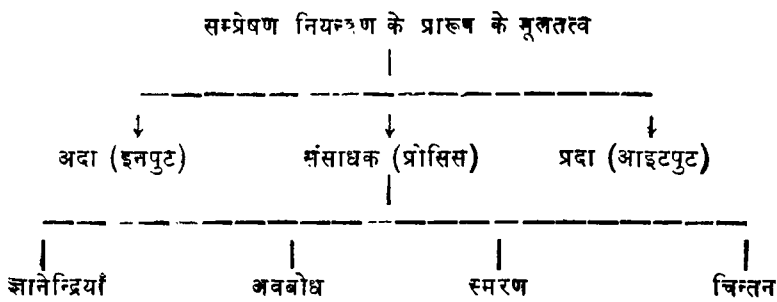 सम्प्रेषण नियन्त्रण के प्रारूप के मूलतत्व
अदा (इनपुट) संसाधक (प्रोसिस) प्रदा (आइटपुट)
ज्ञानेन्द्रियाँ अवबोध स्मरण चिन्तन